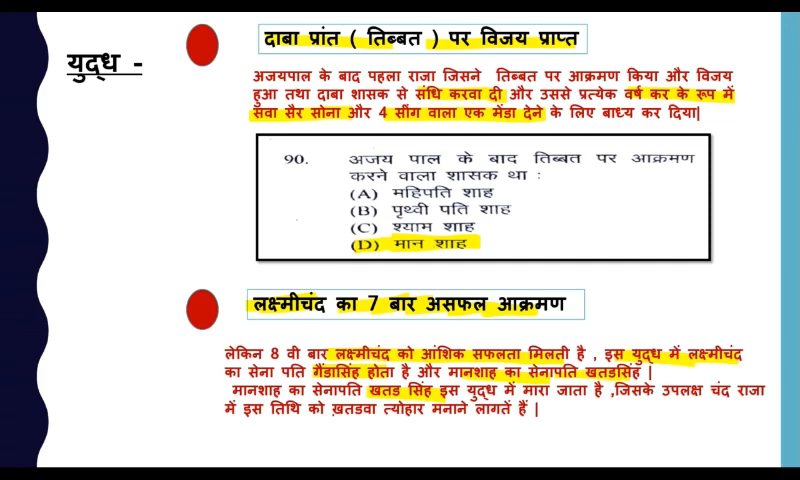 युद्ध -
दाबा प्रांत ( तिब्बत ) पर विजय प्राप्त
अजयपाल के बाद पहला राजा जिसने तिब्बत पर आक्रमण किया और विजय
हुआ तथा दाबा शासक से संधि करवा दी और उससे प्रत्येक वर्ष कर के रूप में
सवा सैर सोना और 4 सींग वाला एक मेंडा देने के लिए बाध्य कर दिया|
90. अजय पाल के बाद तिब्बत पर आक्रमण
करने वाला शासक था :
(A) महिपति शाह
(B) पृथ्वी पति शाह
(C) श्याम शाह
(D) मान शाह
लक्ष्मीचंद का 7 बार असफल आक्रमण
लेकिन 8 वी बार लक्ष्मीचंद को आंशिक सफलता मिलती है , इस युद्ध में लक्ष्मीचंद
का सेना पति गैंडासिंह होता है और मानशाह का सेनापति खतडसिंह |
मानशाह का सेनापति खतड सिंह इस युद्ध में मारा जाता है ,जिसके उपलक्ष चंद राजा
में इस तिथि को ख़तडवा त्योहार मनाने लागतें हैं |